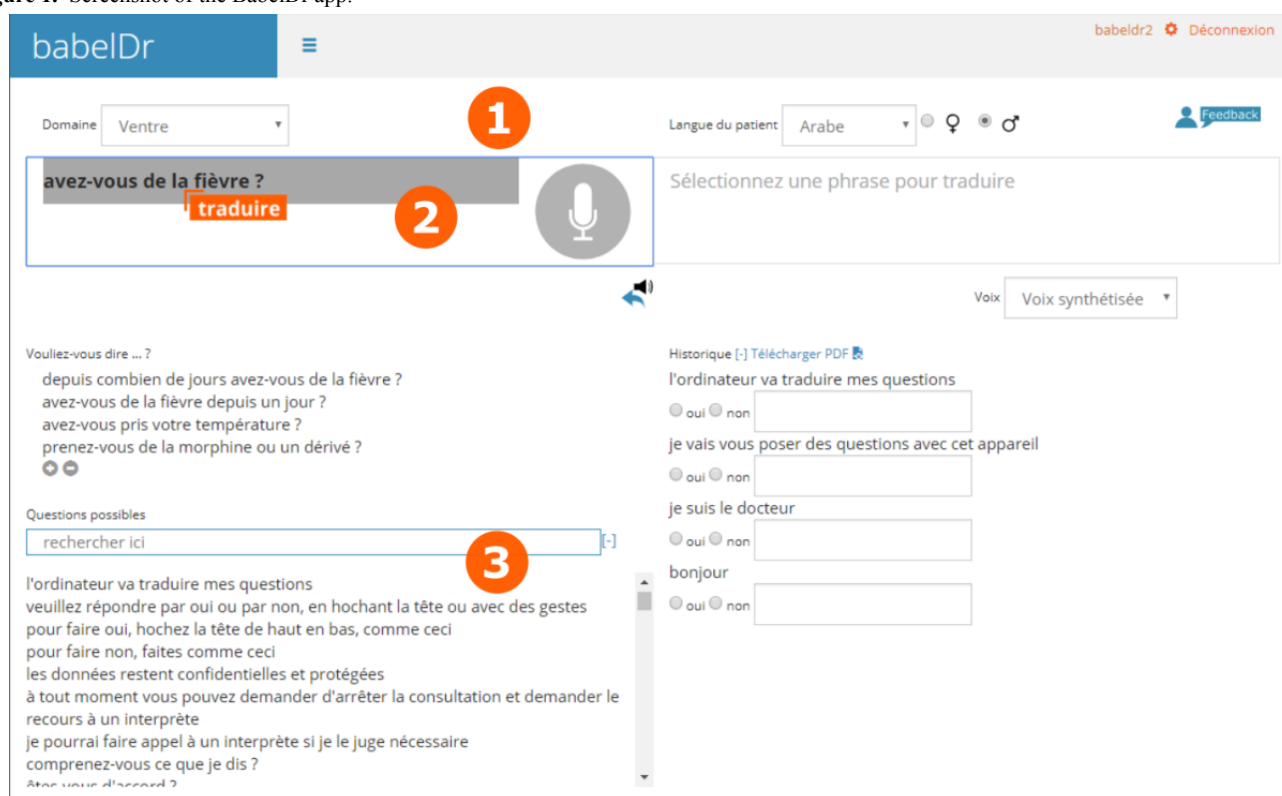 Screenshot of the BabelDr app.
babelDr
babeldr2 Déconnexion
1
Domaine Ventre
Langue du patient Arabe ♀ ♂
Feedback
avez-vous de la fièvre ?
traduire
2
Sélectionnez une phrase pour traduire
Voix Voix synthétisée
Vouliez-vous dire ... ?
depuis combien de jours avez-vous de la fièvre ?
avez-vous de la fièvre depuis un jour ?
avez-vous pris votre température ?
prenez-vous de la morphine ou un dérivé ?
Questions possibles
rechercher ici [-]
3
l'ordinateur va traduire mes questions
veuillez répondre par oui ou par non, en hochant la tête ou avec des gestes
pour faire oui, hochez la tête de haut en bas, comme ceci
pour faire non, faites comme ceci
les données restent confidentielles et protégées
à tout moment vous pouvez demander d'arrêter la consultation et demander le
recours à un interprète
je pourrai faire appel à un interprète si je le juge nécessaire
comprenez-vous ce que je dis ?
êtes-vous d'accord ?
Historique [-] Télécharger PDF
l'ordinateur va traduire mes questions
oui non
je vais vous poser des questions avec cet appareil
oui non
je suis le docteur
oui non
bonjour
oui non